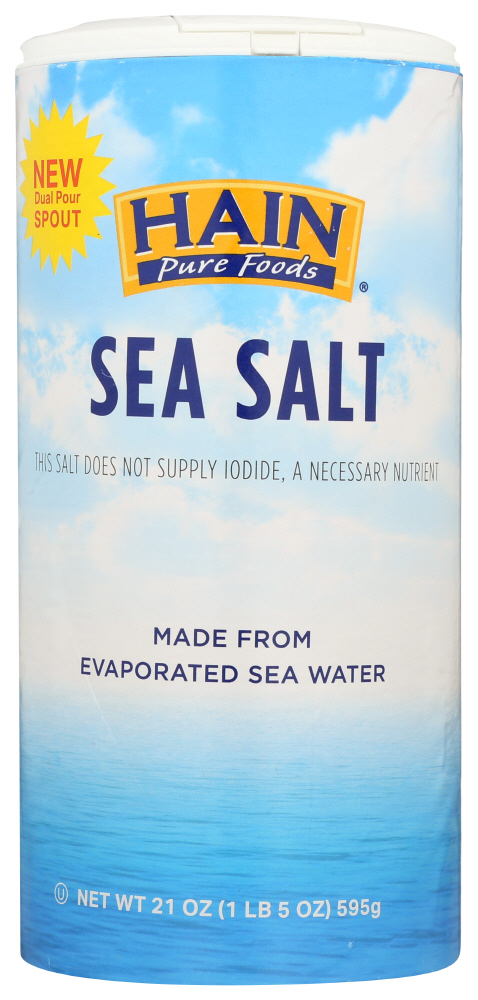 NEW
Dual Pour
SPOUT
HAIN
Pure Foods
®
SEA SALT
THIS SALT DOES NOT SUPPLY IODIDE, A NECESSARY NUTRIENT
MADE FROM
EVAPORATED SEA WATER
Ⓤ NET WT 21 OZ (1 LB 5 OZ) 595g